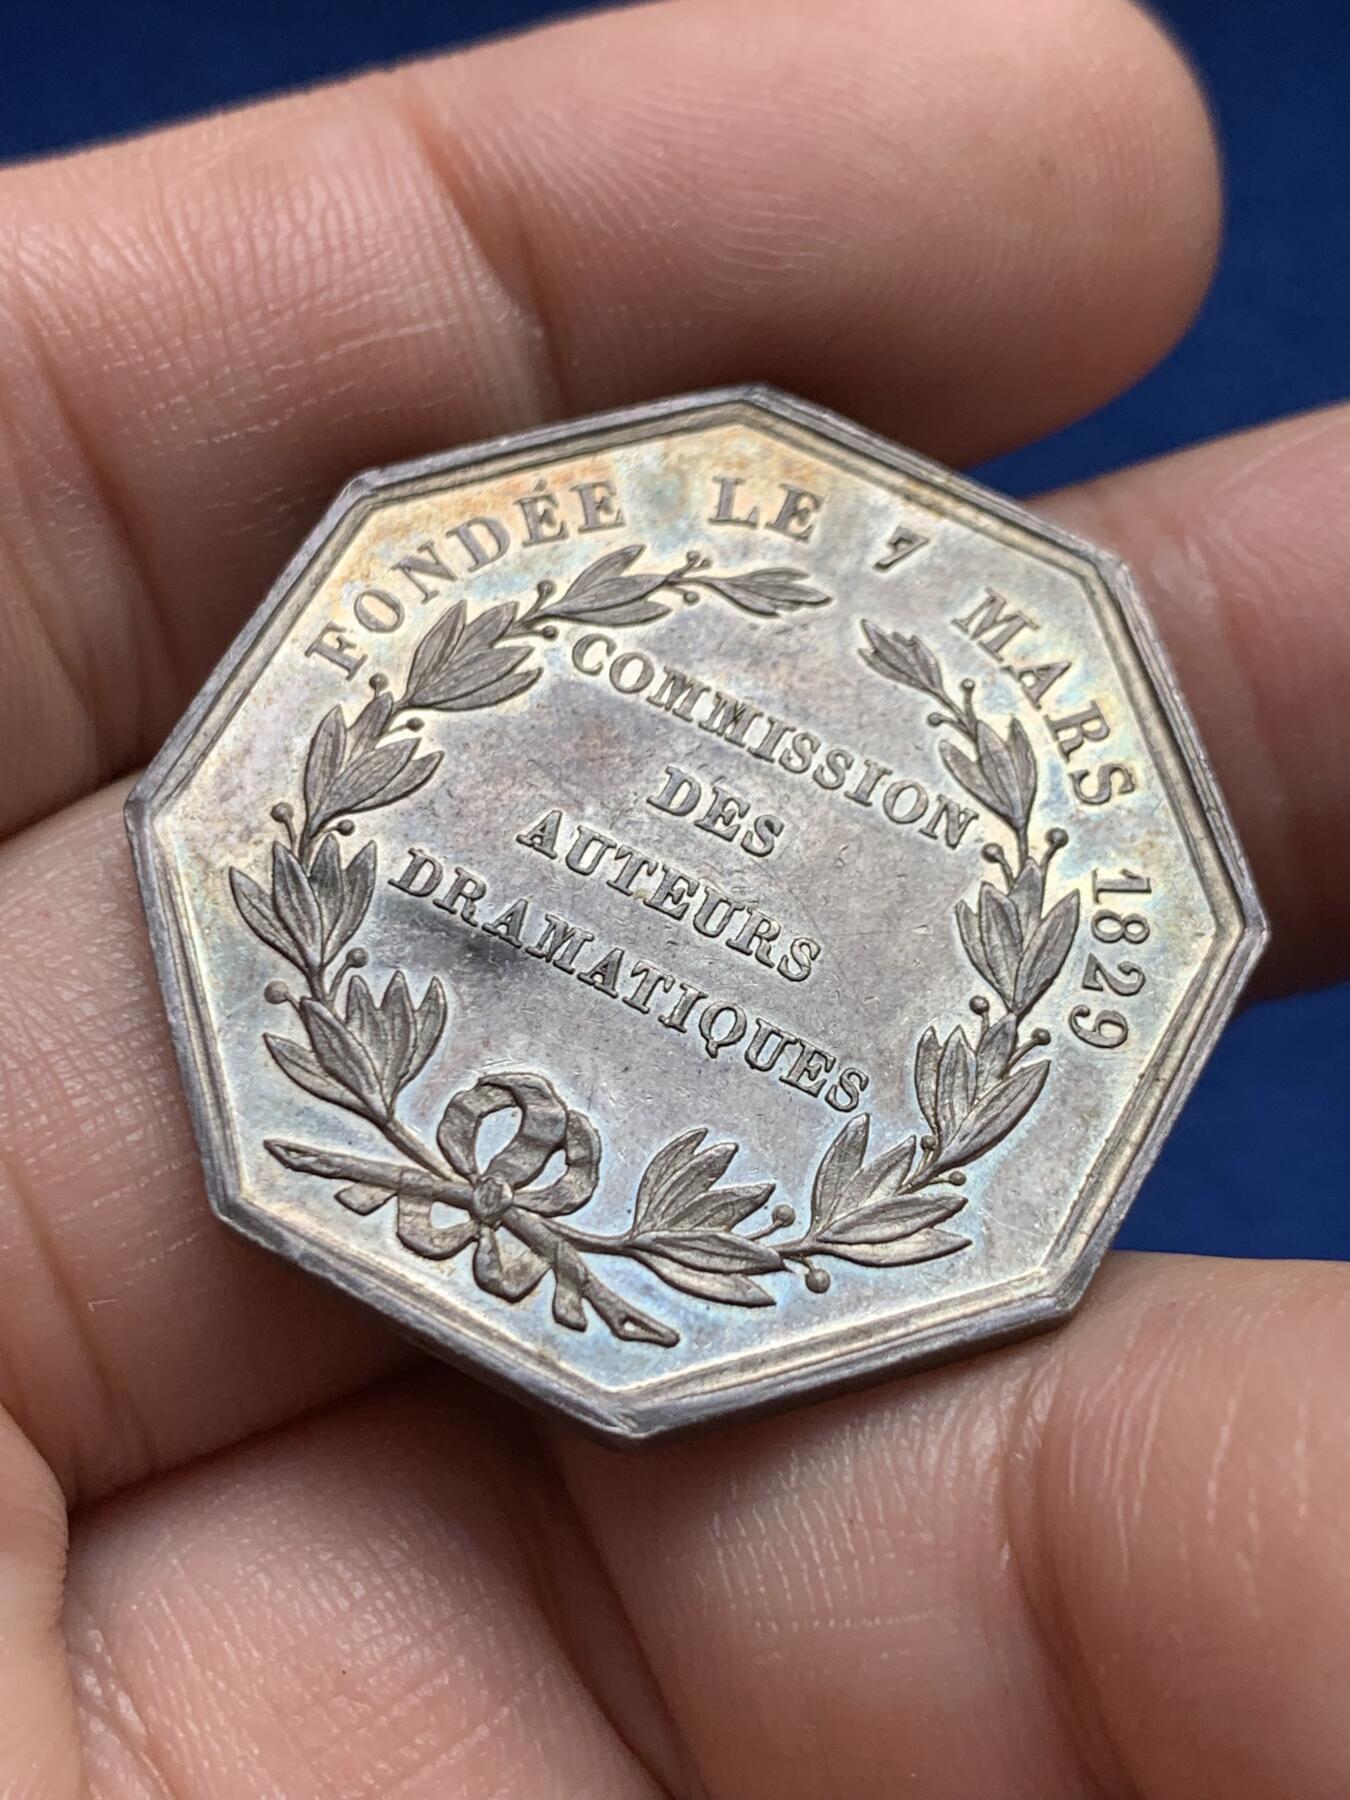 FONDÉE LE 7 MARS 1829
COMMISSION
DES
AUTEURS
DRAMATIQUES